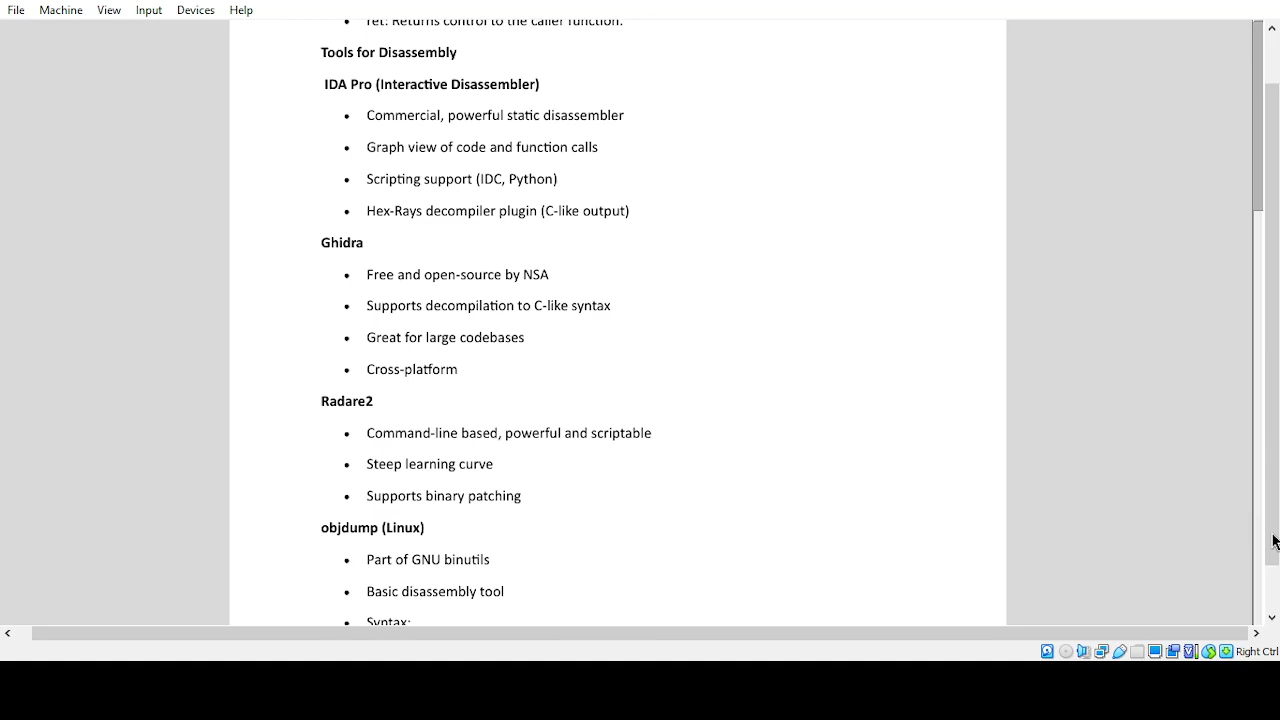 File Machine View Input Devices Help
• ret: Returns control to the caller function.
Tools for Disassembly
IDA Pro (Interactive Disassembler)
• Commercial, powerful static disassembler
• Graph view of code and function calls
• Scripting support (IDC, Python)
• Hex-Rays decompiler plugin (C-like output)
Ghidra
• Free and open-source by NSA
• Supports decompilation to C-like syntax
• Great for large codebases
• Cross-platform
Radare2
• Command-line based, powerful and scriptable
• Steep learning curve
• Supports binary patching
objdump (Linux)
• Part of GNU binutils
• Basic disassembly tool
• Syntax:
Right Ctrl